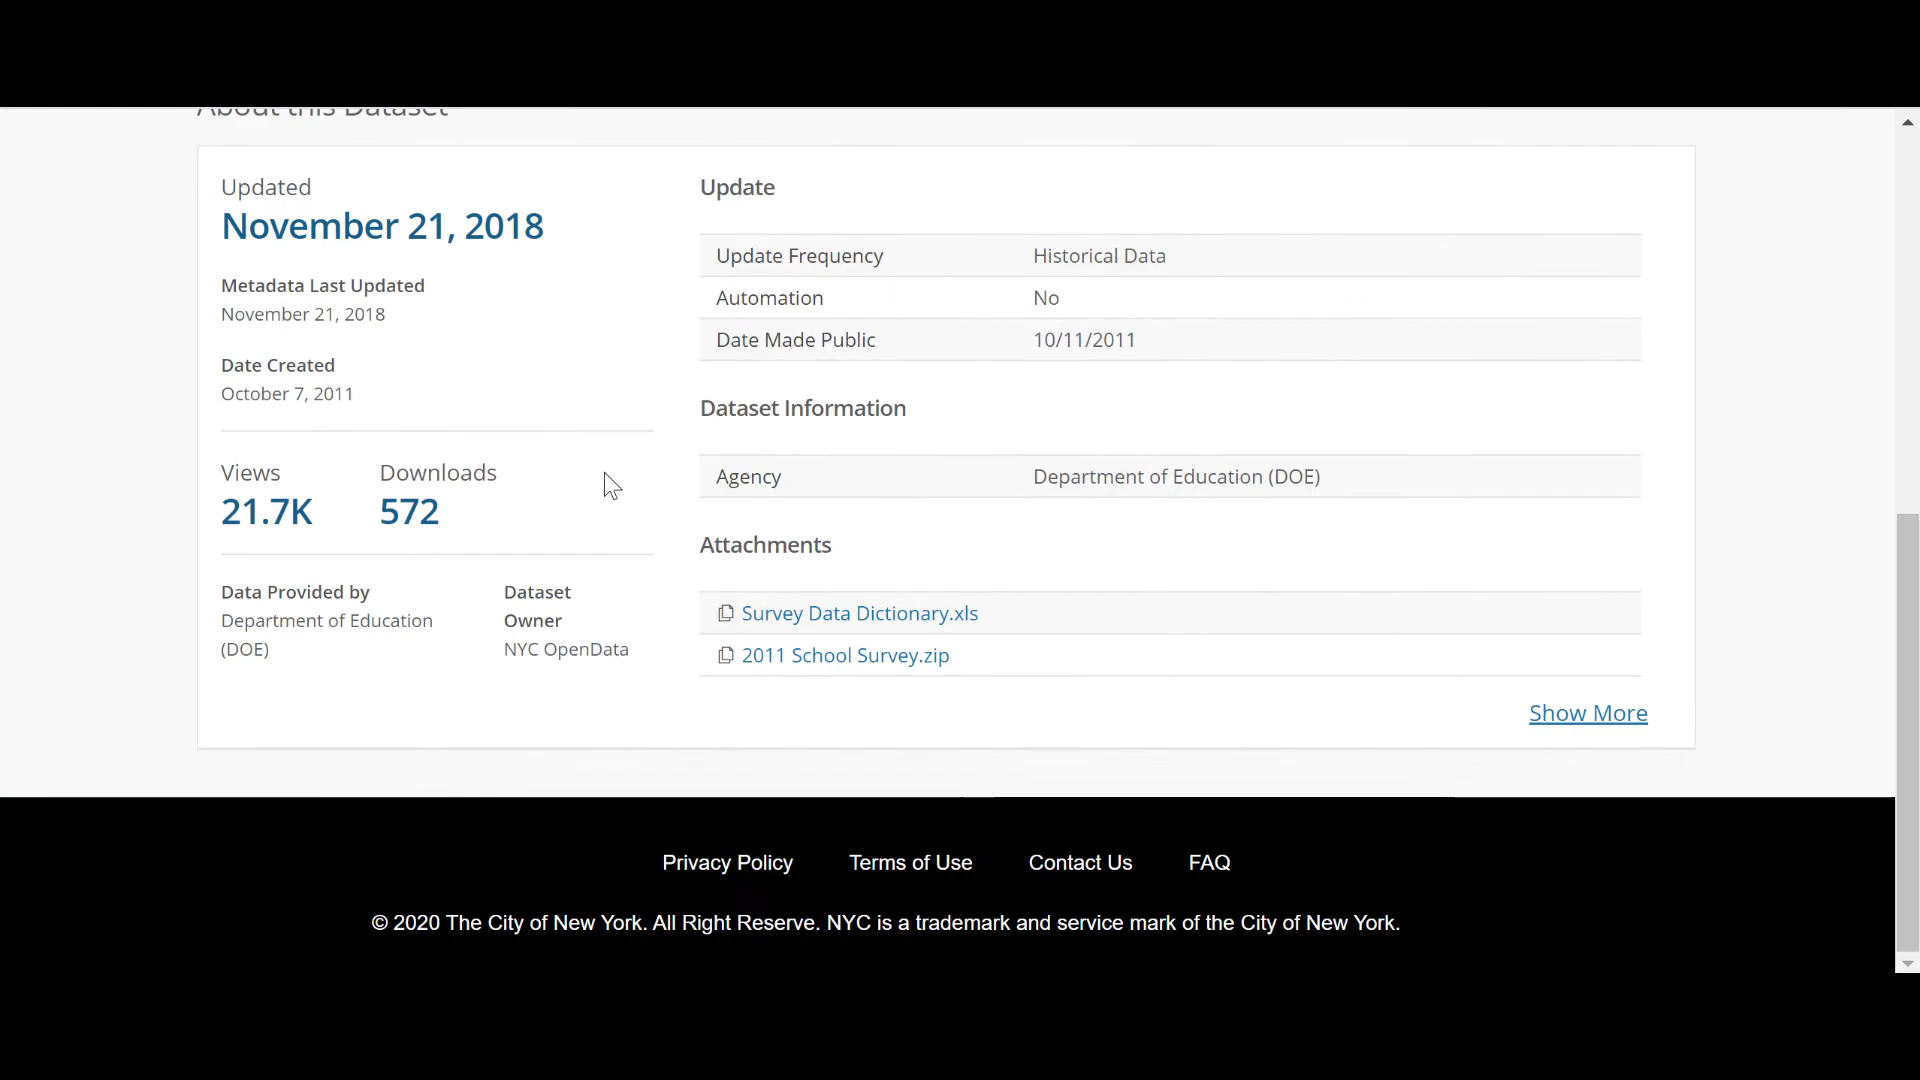 About this Dataset
Updated
November 21, 2018
Metadata Last Updated
November 21, 2018
Date Created
October 7, 2011
Views Downloads
21.7K 572
Data Provided by
Department of Education
(DOE)
Dataset
Owner
NYC OpenData
Update
Update Frequency Historical Data
Automation No
Date Made Public 10/11/2011
Dataset Information
Agency Department of Education (DOE)
Attachments
Survey Data Dictionary.xls
2011 School Survey.zip
Show More
Privacy Policy Terms of Use Contact Us FAQ
© 2020 The City of New York. All Right Reserve. NYC is a trademark and service mark of the City of New York.